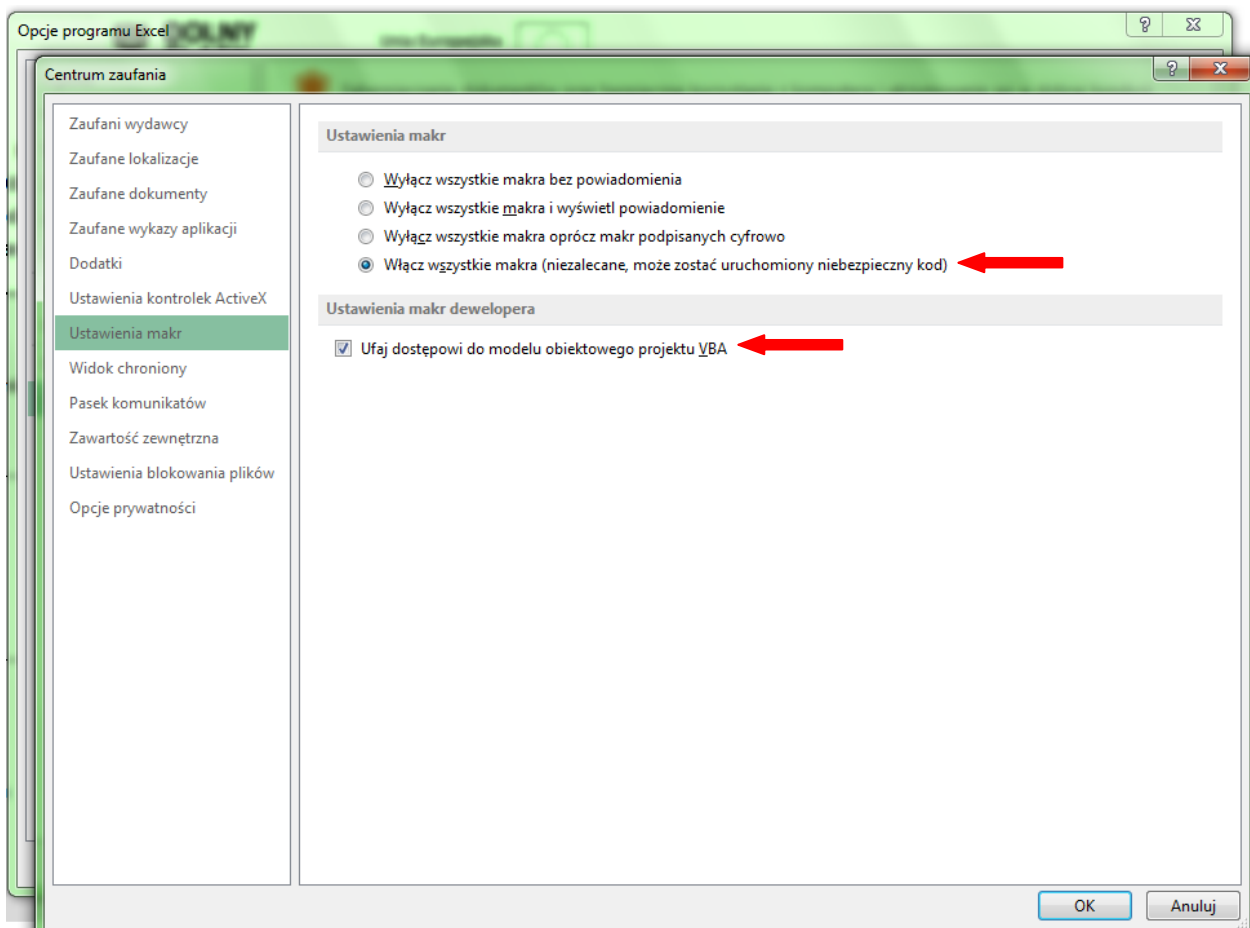 Opcje programu Excel
DOLNY
Unia Europejska
Centrum zaufania
Zaufani wydawcy
Zaufane lokalizacje
Zaufane dokumenty
Zaufane wykazy aplikacji
Dodatki
Ustawienia kontrolek ActiveX
Ustawienia makr
Widok chroniony
Pasek komunikatów
Zawartość zewnętrzna
Ustawienia blokowania plików
Opcje prywatności
Ustawienia makr
Wyłącz wszystkie makra bez powiadomienia
Wyłącz wszystkie makra i wyświetl powiadomienie
Wyłącz wszystkie makra oprócz makr podpisanych cyfrowo
Włącz wszystkie makra (niezalecane, może zostać uruchomiony niebezpieczny kod)
Ustawienia makr dewelopera
Ufaj dostępowi do modelu obiektowego projektu VBA
OK
Anuluj